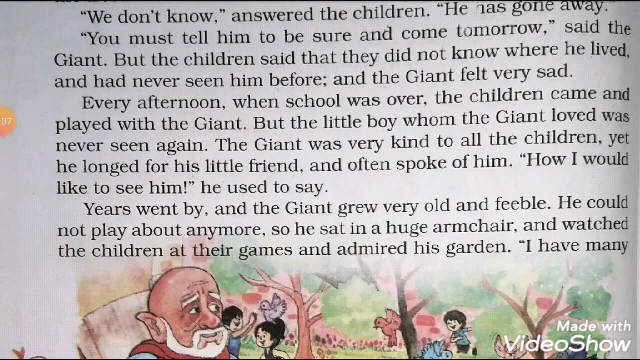 "We don't know," answered the children. "He has gone away."
"You must tell him to be sure and come tomorrow," said the
Giant. But the children said that they did not know where he lived,
and had never seen him before; and the Giant felt very sad.
Every afternoon, when school was over, the children came and
played with the Giant. But the little boy whom the Giant loved was
never seen again. The Giant was very kind to all the children, yet
he longed for his little friend, and often spoke of him. "How I would
like to see him!" he used to say.
Years went by, and the Giant grew very old and feeble. He could
not play about anymore, so he sat in a huge armchair, and watched
the children at their games and admired his garden. "I have many
07
Made with
VideoShow